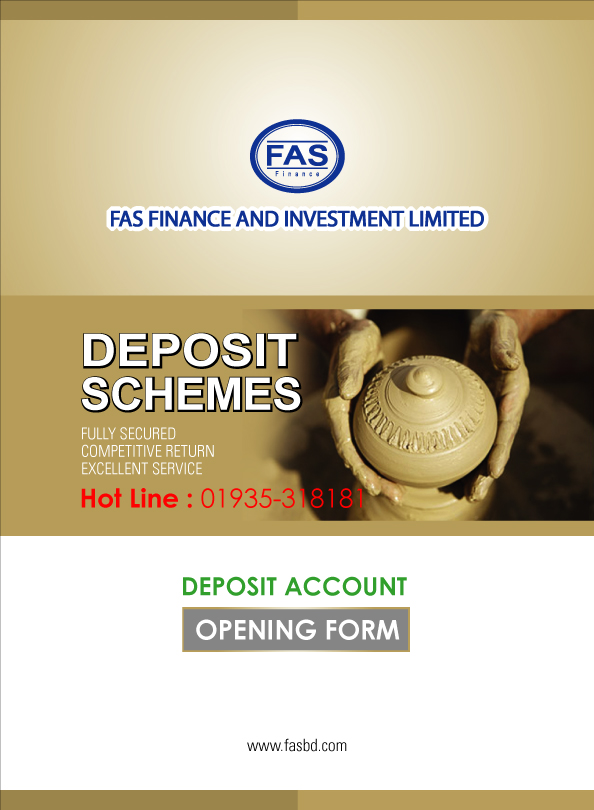 FAS
Finance
FAS FINANCE AND INVESTMENT LIMITED
DEPOSIT
SCHEMES
FULLY SECURED
COMPETITIVE RETURN
EXCELLENT SERVICE
Hot Line : 01935-318181
DEPOSIT ACCOUNT
OPENING FORM
www.fasbd.com